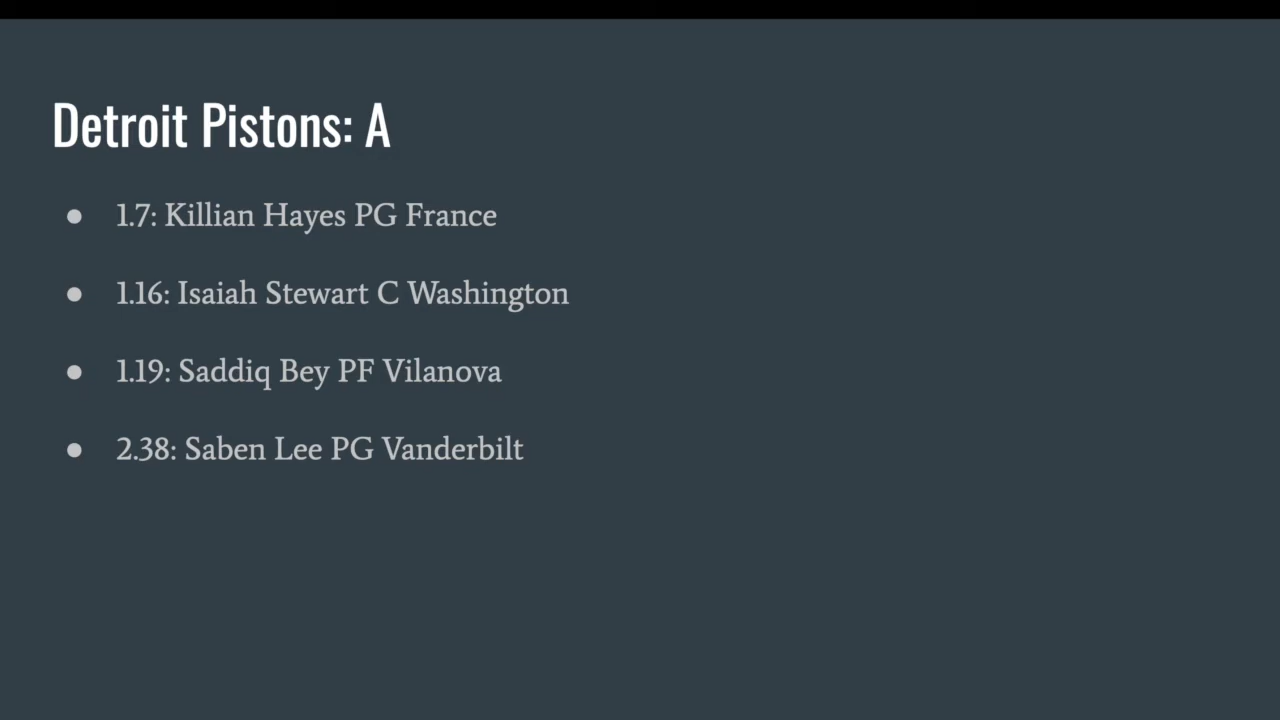 Detroit Pistons: A
● 1.7: Killian Hayes PG France
● 1.16: Isaiah Stewart C Washington
● 1.19: Saddiq Bey PF Vilanova
● 2.38: Saben Lee PG Vanderbilt